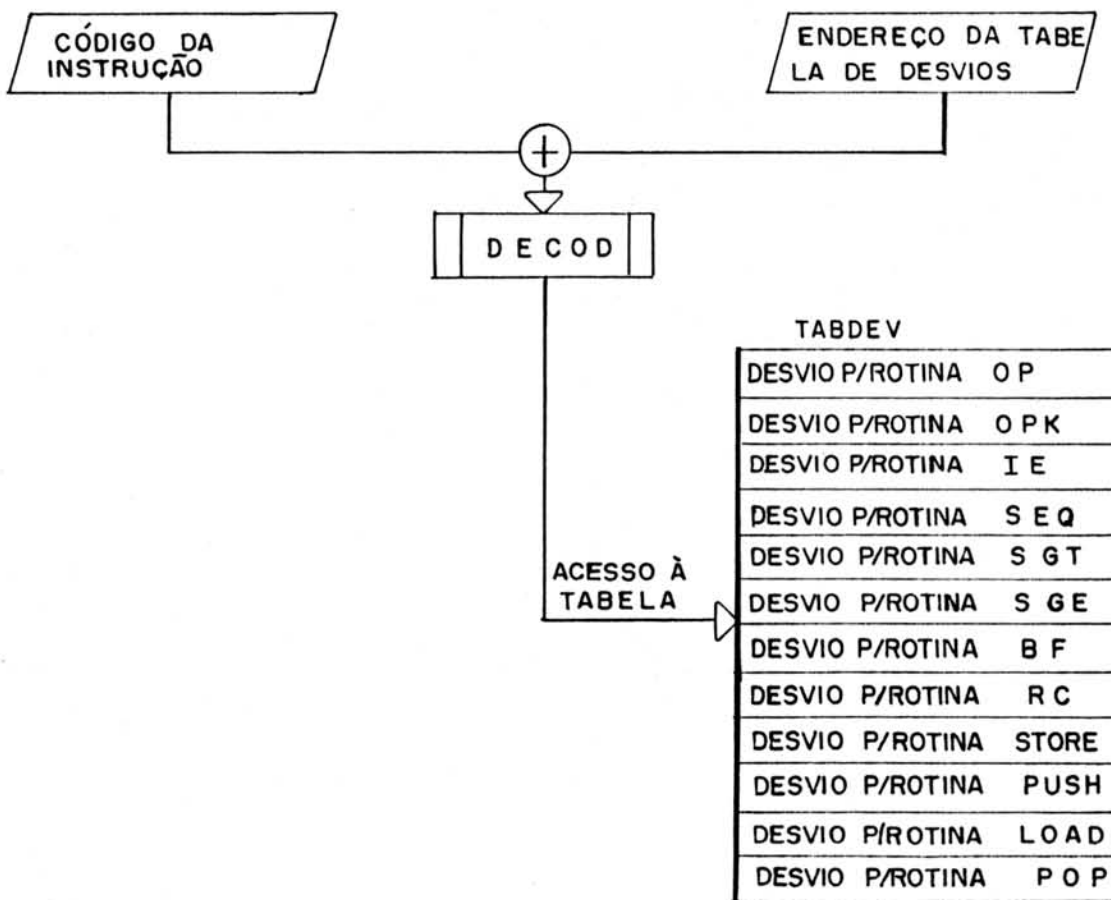 CÓDIGO DA
INSTRUÇÃO
ENDEREÇO DA TABE
LA DE DESVIOS
+
DECOD
TABDEV
DESVIO P/ROTINA OP
DESVIO P/ROTINA OPK
DESVIO P/ROTINA IE
DESVIO P/ROTINA SEQ
DESVIO P/ROTINA SGT
ACESSO À
TABELA
DESVIO P/ROTINA SGE
DESVIO P/ROTINA BF
DESVIO P/ROTINA RC
DESVIO P/ROTINA STORE
DESVIO P/ROTINA PUSH
DESVIO P/ROTINA LOAD
DESVIO P/ROTINA POP